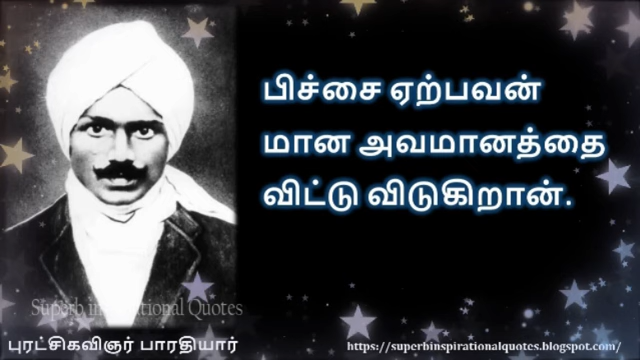 பிச்சை ஏற்பவன்
மான அவமானத்தை
விட்டு விடுகிறான்.
Superb inspirational Quotes
புரட்சிகவிஞர் பாரதியார்
https://superbinspirationalquotes.blogspot.com/